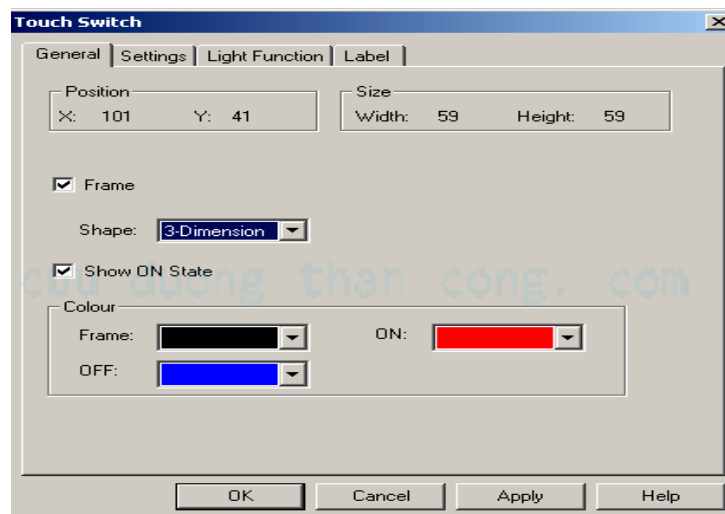 Touch Switch
General Settings Light Function Label
Position Size
X: 101 Y: 41 Width: 59 Height: 59
Frame
Shape: 3-Dimension
Show ON State
cuu duong than cong. com
Colour
Frame: ON:
OFF:
OK Cancel Apply Help